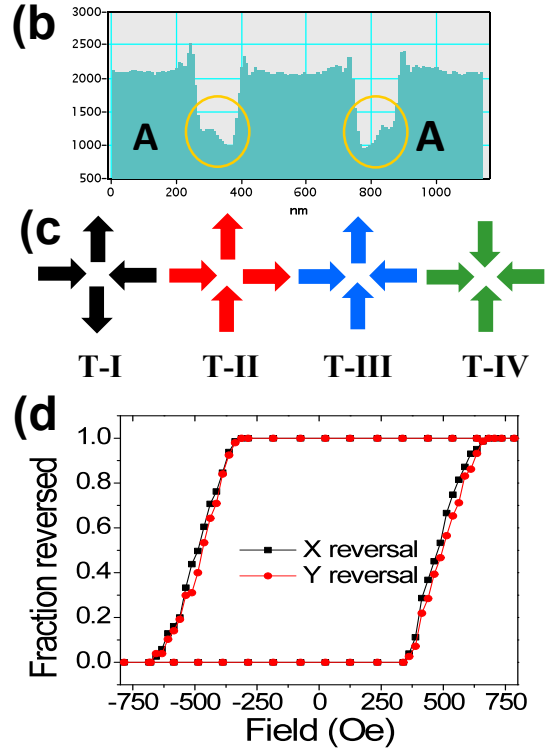 (b)
3000
2500
2000
1500
1000
500
A
A
0 200 400 600 800 1000
nm
(c)
T-I T-II T-III T-IV
(d)
1.0
0.8
0.6
0.4
0.2
0.0
Fraction reversed
X reversal
Y reversal
-750 -500 -250 0 250 500 750
Field (Oe)